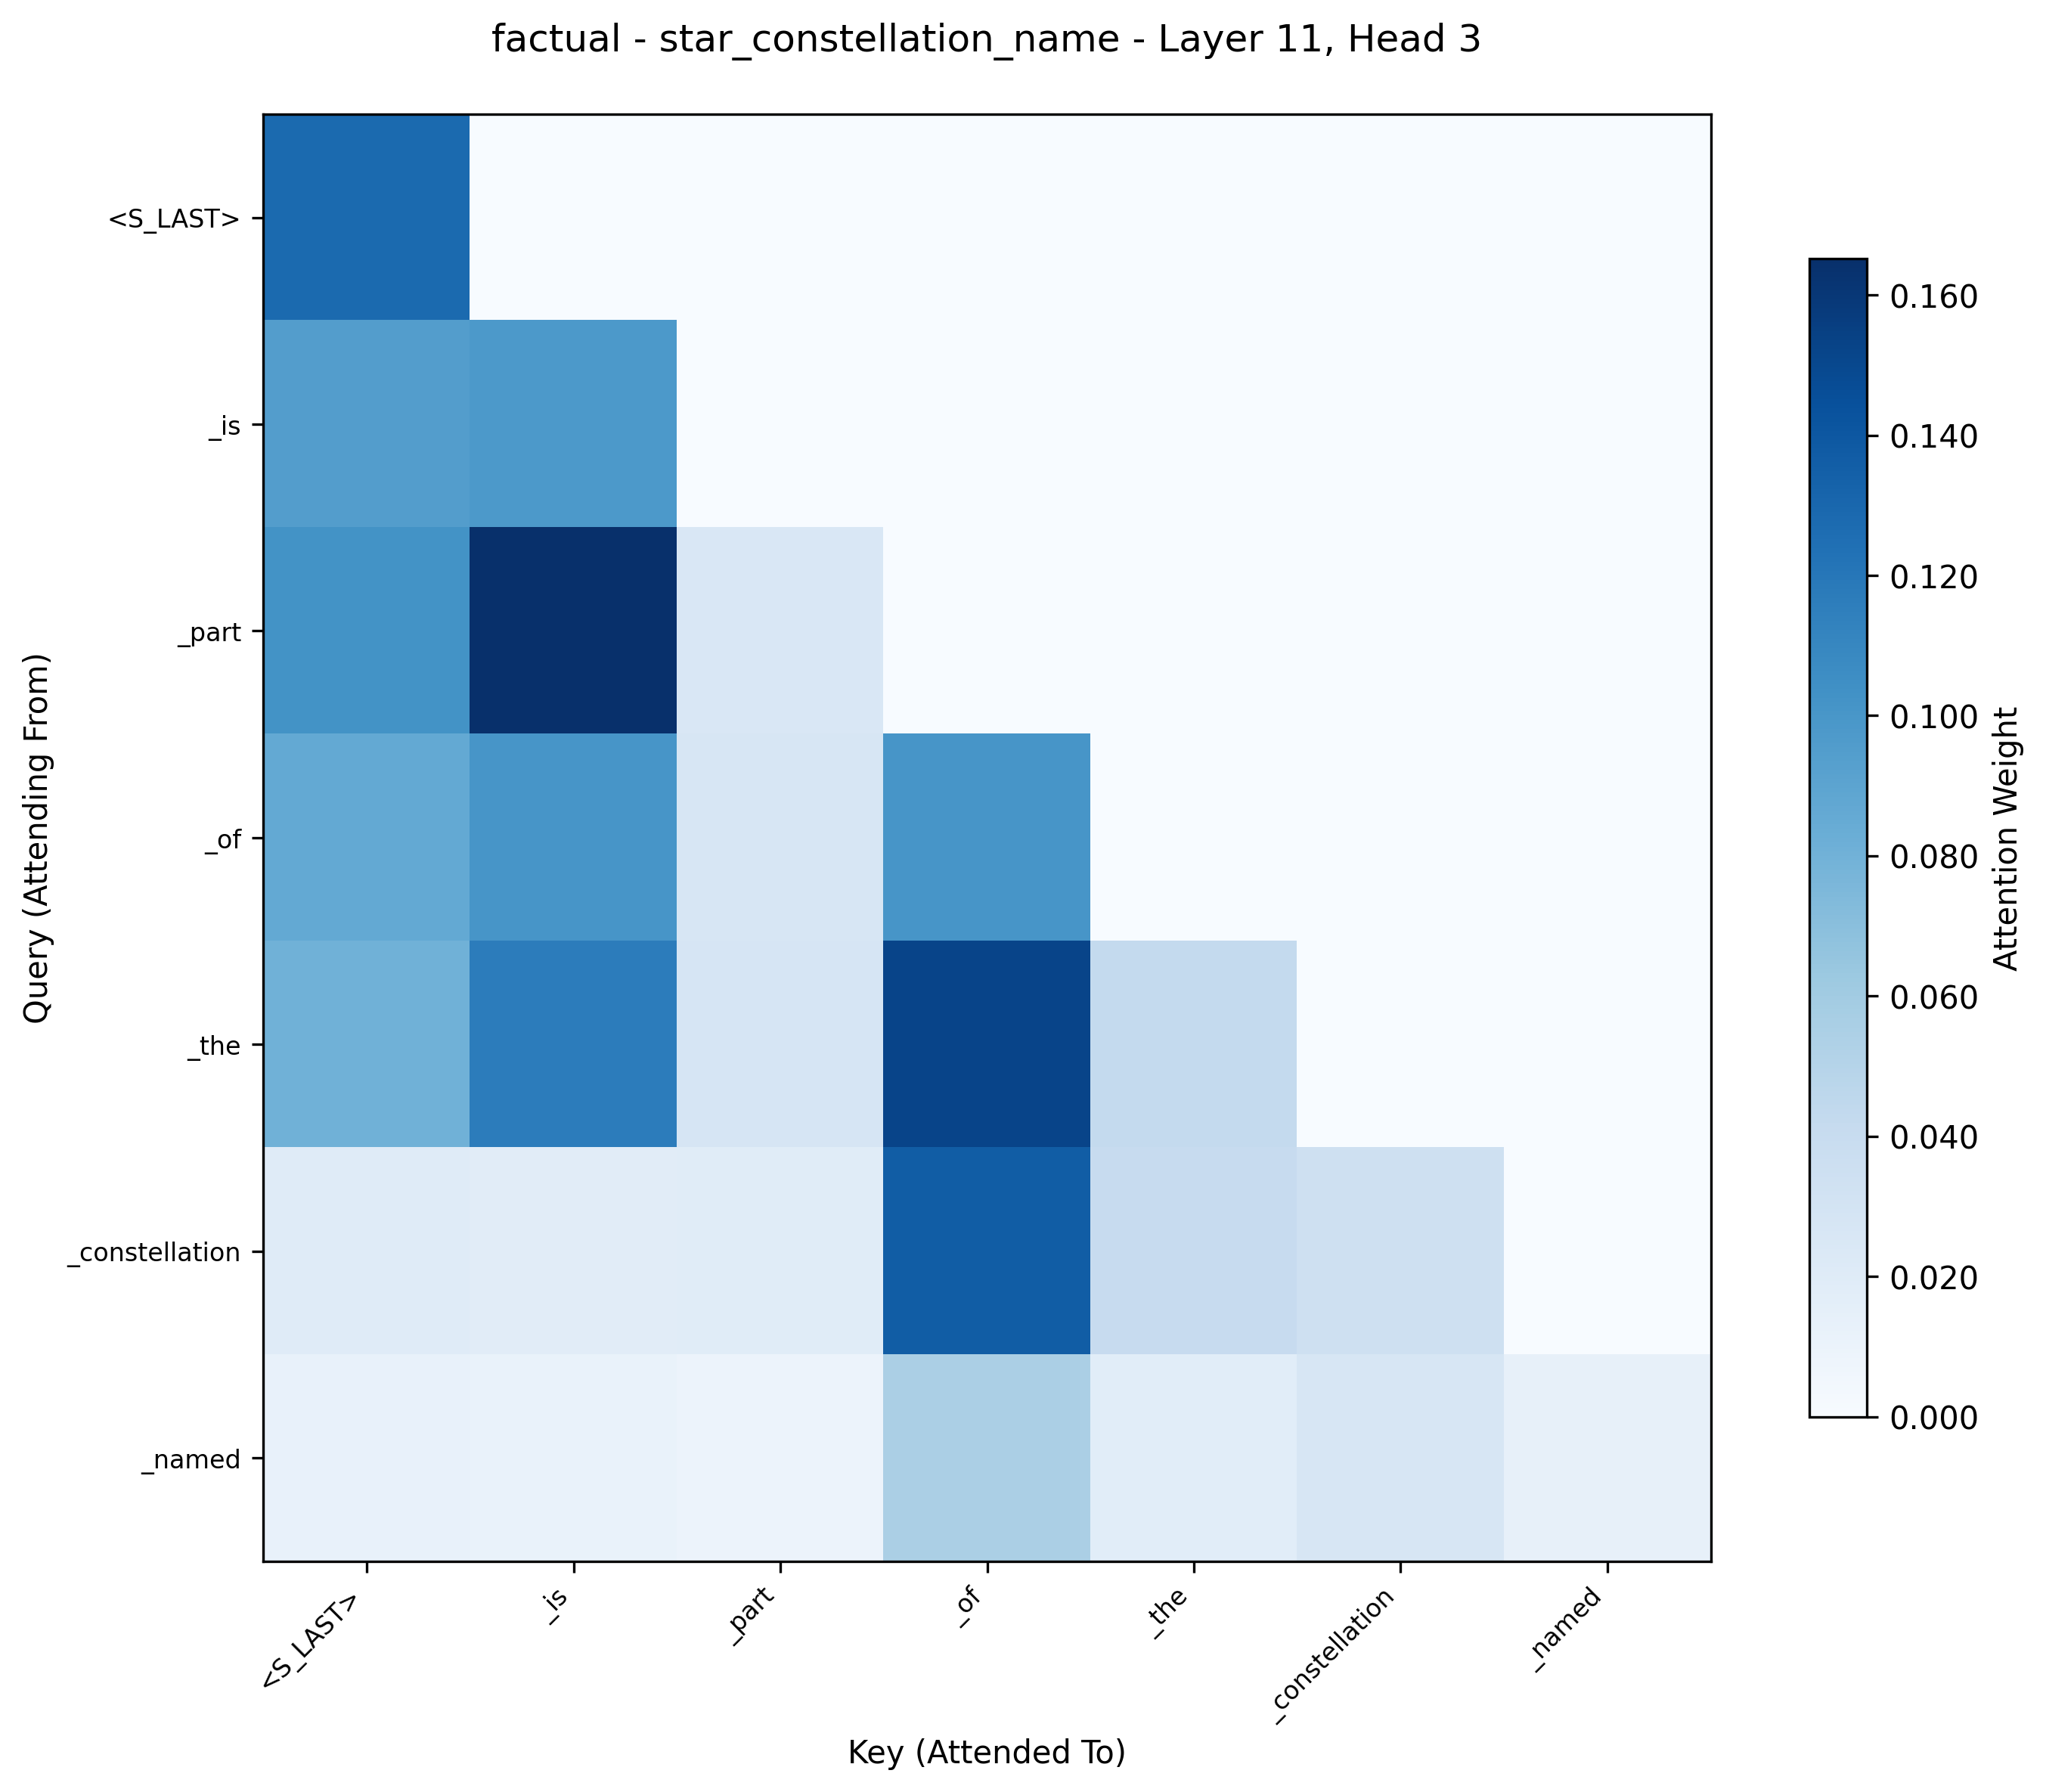 factual - star_constellation_name - Layer 11, Head 3
Query (Attending From)
<S_LAST>
_is
_part
_of
_the
_constellation
_named
<S_LAST>
_is
_part
_of
_the
_constellation
_named
Key (Attended To)
0.160
0.140
0.120
0.100
0.080
0.060
0.040
0.020
0.000
Attention Weight